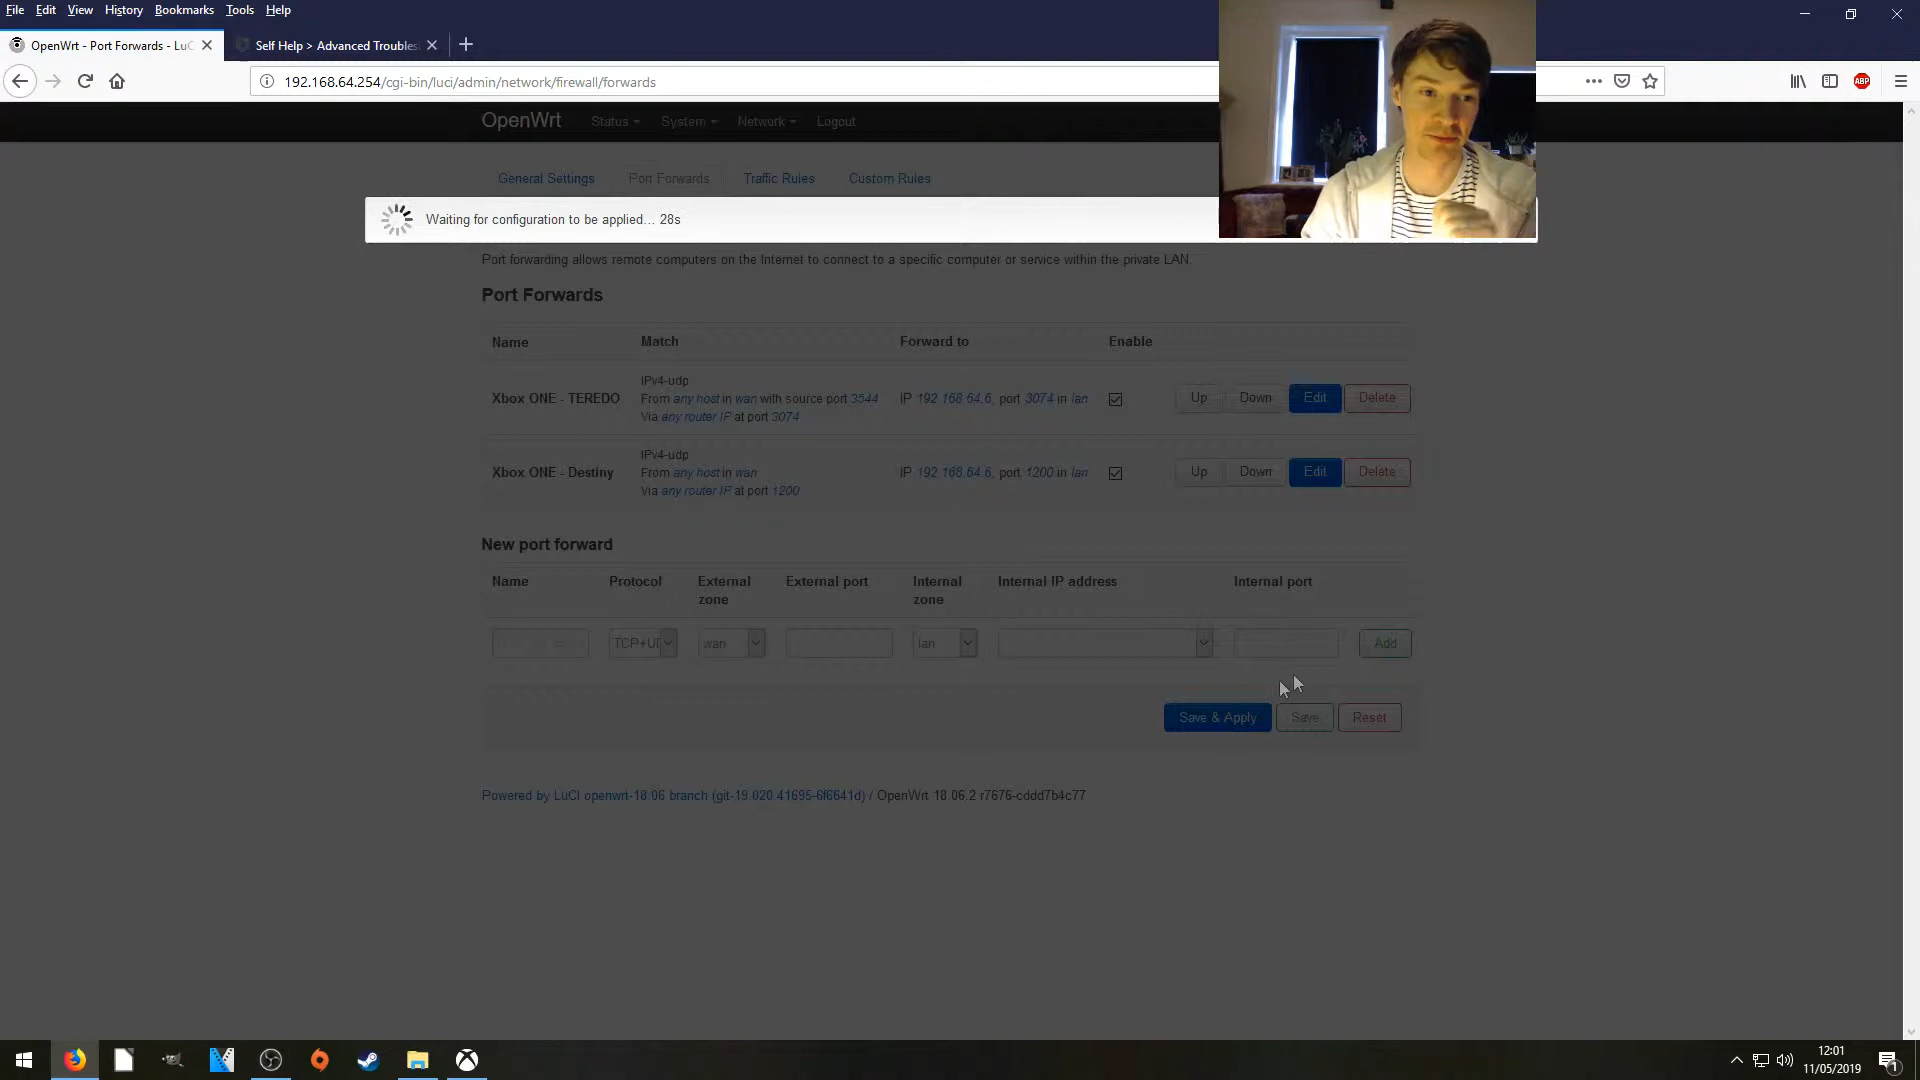 File Edit View History Bookmarks Tools Help
OpenWrt - Port Forwards - LuC
Self Help > Advanced Troubles
192.168.64.254/cgi-bin/luci/admin/network/firewall/forwards
ABP
OpenWrt Status System Network Logout
General Settings Port Forwards Traffic Rules Custom Rules
Waiting for configuration to be applied... 28s
Port forwarding allows remote computers on the Internet to connect to a specific computer or service within the private LAN.
Port Forwards
Name Match Forward to Enable
IPv4-udp
Xbox ONE - TEREDO From any host in wan with source port 3544 IP 192.168.64.6, port 3074 in lan Up Down Edit Delete
Via any router IP at port 3074
IPv4-udp
Xbox ONE - Destiny From any host in wan IP 192.168.64.6, port 1200 in lan Up Down Edit Delete
Via any router IP at port 1200
New port forward
Name Protocol External zone External port Internal zone Internal IP address Internal port
TCP+UD wan lan Add
Save & Apply Save Reset
Powered by LuCI openwrt-18.06 branch (git-19.020.41695-6f6641d) / OpenWrt 18.06.2 r7676-cddd7b4c77
12:01
11/05/2019
1